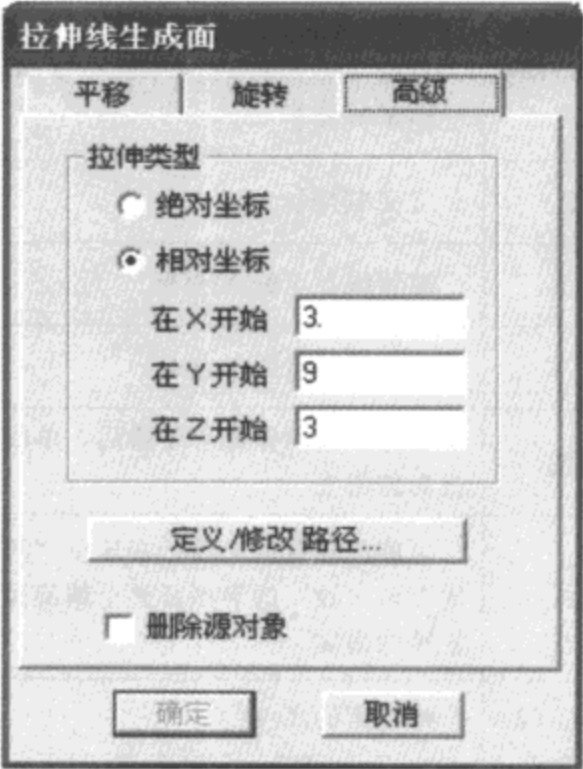 拉伸线生成面
平移 旋转 高级
拉伸类型
绝对坐标
相对坐标
在X开始 3.
在Y开始 9
在Z开始 3
定义/修改 路径...
删除源对象
确定 取消